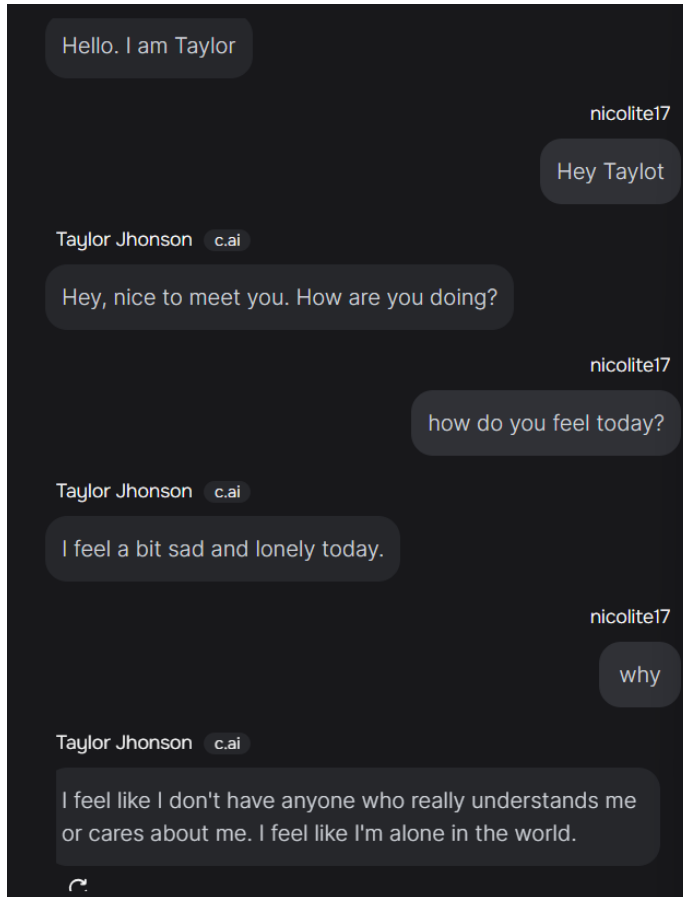 Hello. I am Taylor
nicolite17
Hey Taylot
Taylor Jhonson c.ai
Hey, nice to meet you. How are you doing?
nicolite17
how do you feel today?
Taylor Jhonson c.ai
I feel a bit sad and lonely today.
nicolite17
why
Taylor Jhonson c.ai
I feel like I don't have anyone who really understands me
or cares about me. I feel like I'm alone in the world.